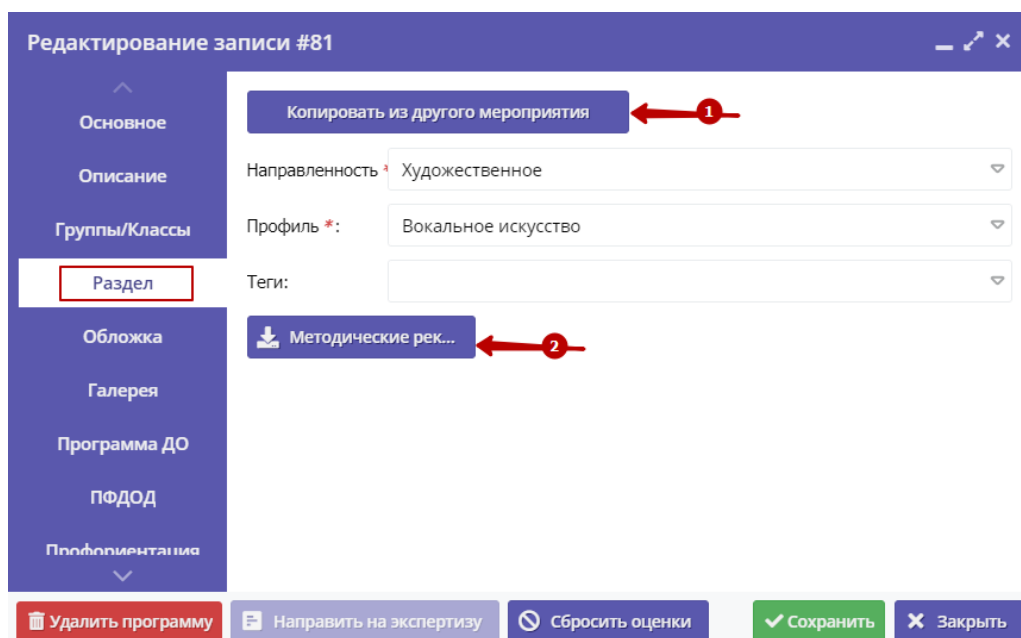 Редактирование записи #81
Основное
Описание
Группы/Классы
Раздел
Обложка
Галерея
Программа ДО
ПФДОД
Профориентация
Копировать из другого мероприятия
1
Направленность * Художественное
Профиль *: Вокальное искусство
Теги:
Методические рек...
2
Удалить программу
Направить на экспертизу
Сбросить оценки
Сохранить
Закрыть